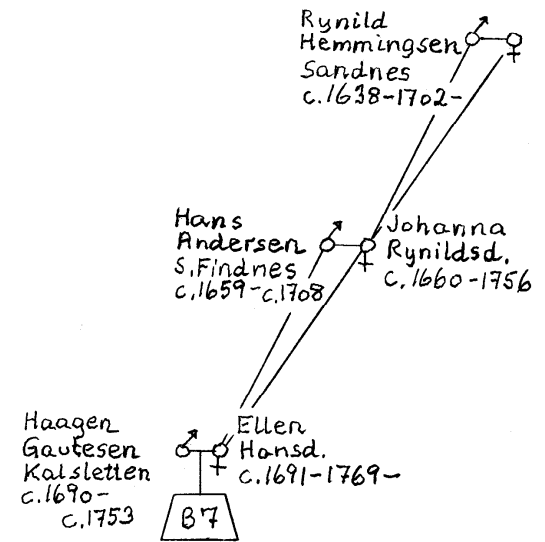 Rynild
Hemmingsen
Sandnes
c.1638-1702-
Hans
Andersen
S.Findnes
c.1659-c.1708
Johanna
Rynildsd.
c.1660-1756
Haagen
Gautesen
Kalsletten
c.1690-
c.1753
Ellen
Hansd.
c.1691-1769-
B7